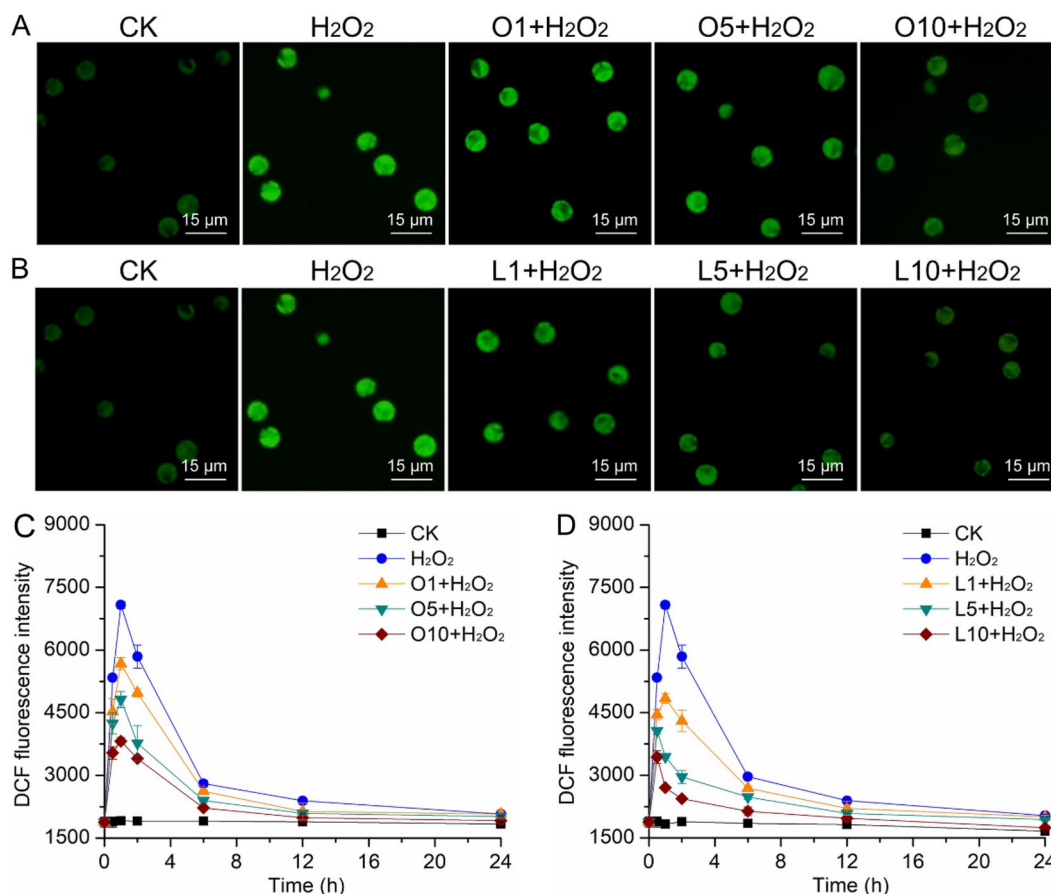 A
CK H2O2 O1+H2O2 O5+H2O2 O10+H2O2
15 μm 15 μm 15 μm 15 μm 15 μm
B
CK H2O2 L1+H2O2 L5+H2O2 L10+H2O2
15 μm 15 μm 15 μm 15 μm 15 μm
C
DCF fluorescence intensity
9000
7500
6000
4500
3000
1500
CK
H2O2
O1+H2O2
O5+H2O2
O10+H2O2
0 4 8 12 16 20 24
Time (h)
D
DCF fluorescence intensity
9000
7500
6000
4500
3000
1500
CK
H2O2
L1+H2O2
L5+H2O2
L10+H2O2
0 4 8 12 16 20 24
Time (h)